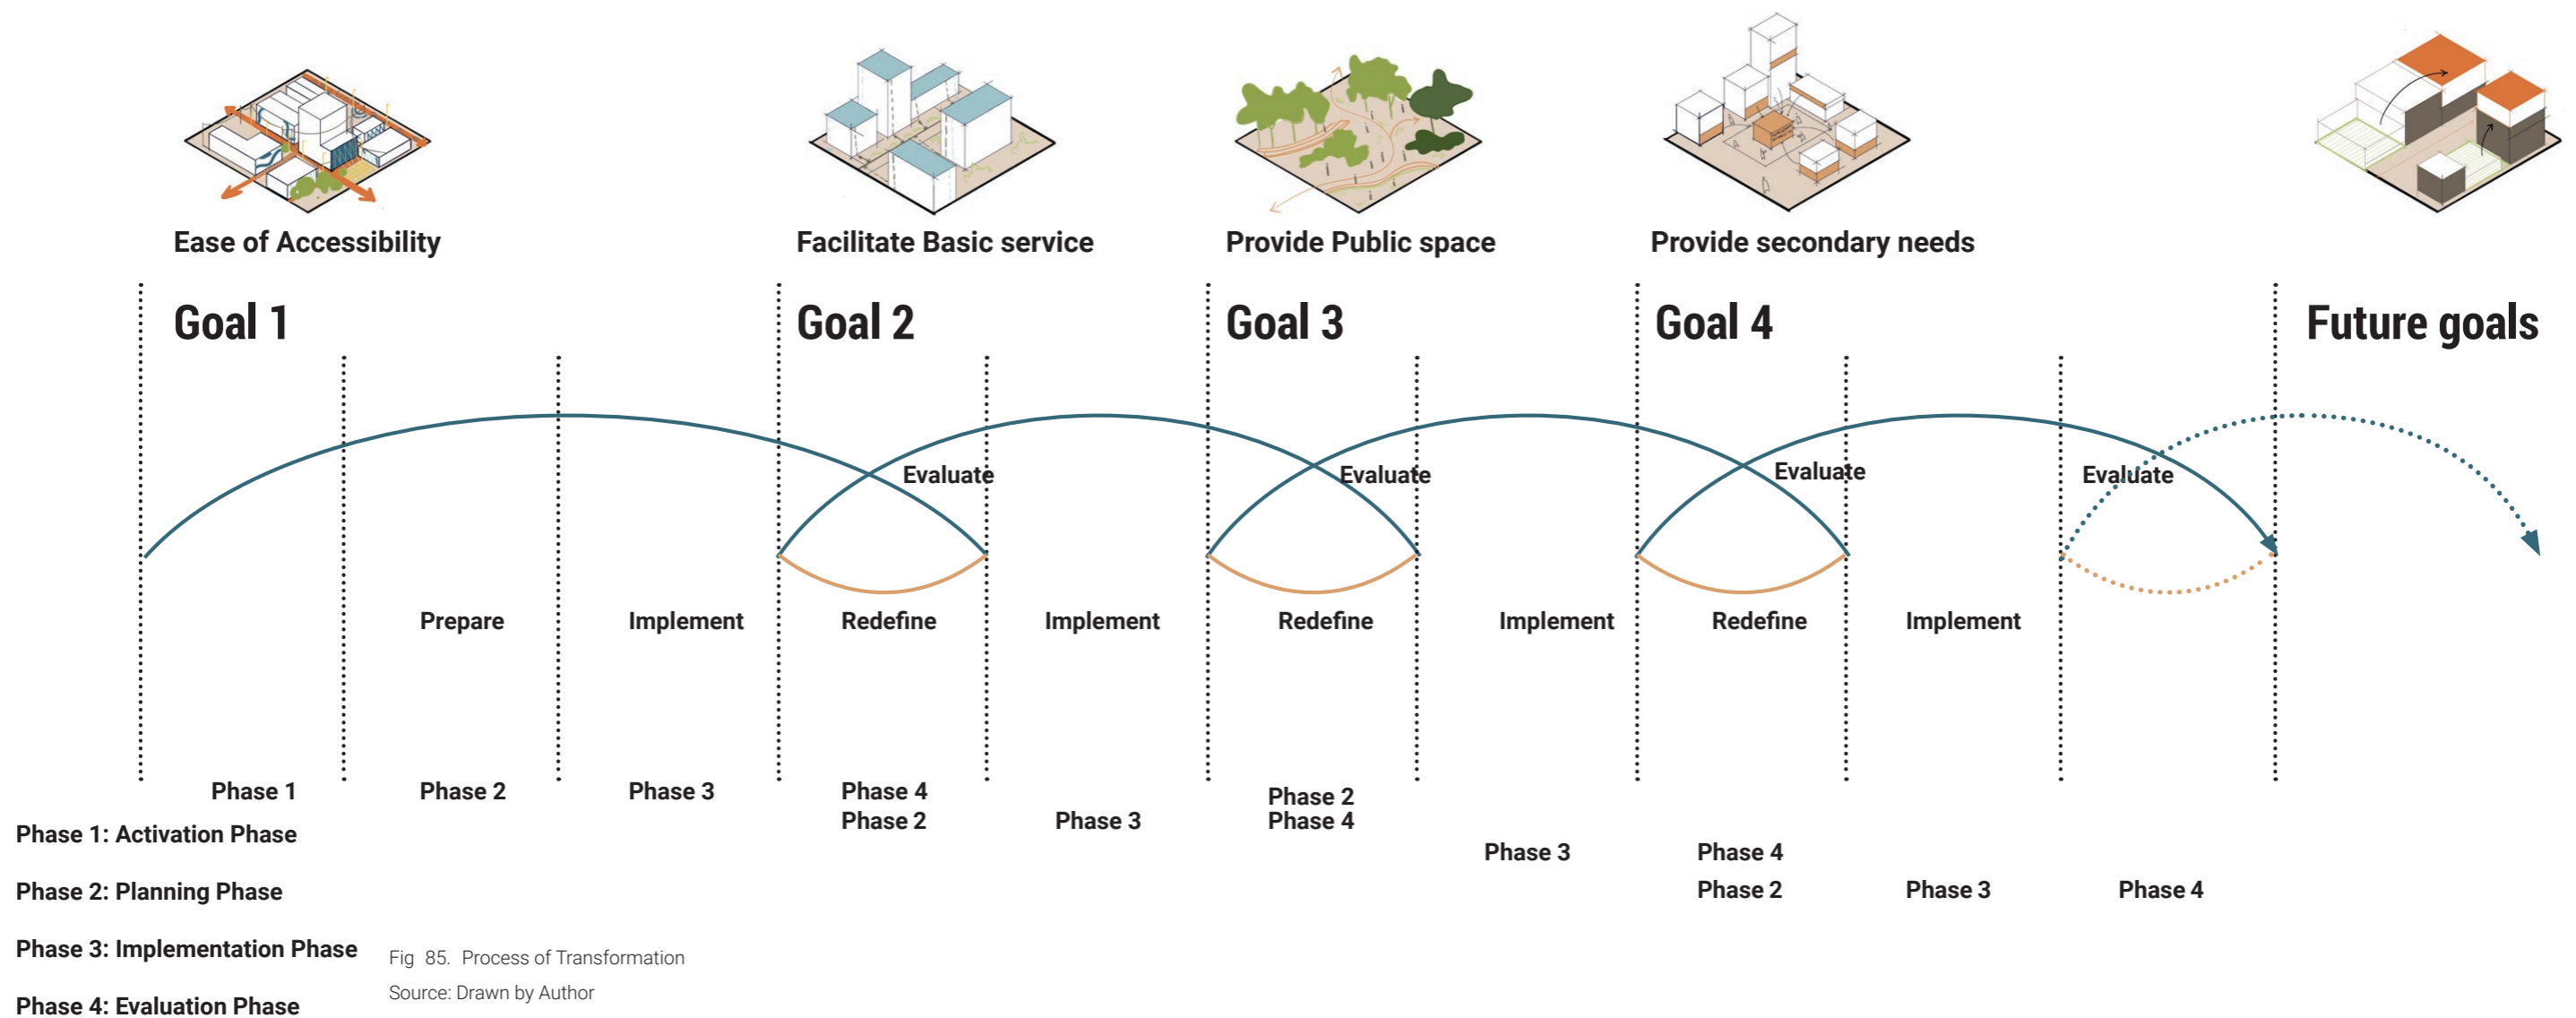 Ease of Accessibility
Facilitate Basic service
Provide Public space
Provide secondary needs
Goal 1
Goal 2
Goal 3
Goal 4
Future goals
Evaluate
Evaluate
Evaluate
Evaluate
Prepare
Implement
Redefine
Implement
Redefine
Implement
Redefine
Implement
Phase 1
Phase 2
Phase 3
Phase 4
Phase 2
Phase 3
Phase 2
Phase 4
Phase 3
Phase 4
Phase 2
Phase 3
Phase 4
Phase 1: Activation Phase
Phase 2: Planning Phase
Phase 3: Implementation Phase
Phase 4: Evaluation Phase
Fig 85. Process of Transformation
Source: Drawn by Author